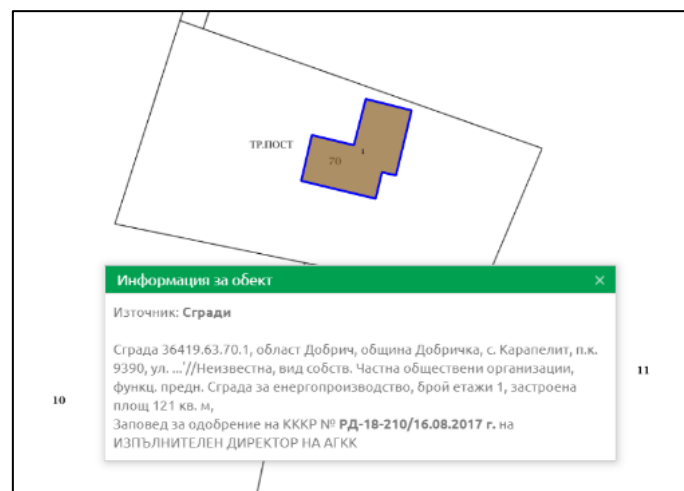 ТР.ПОСТ
1
70
Информация за обект ×
Източник: Сгради
Сграда 36419.63.70.1, област Добрич, община Добричка, с. Карапелит, п.к.
9390, ул. ...'//Неизвестна, вид собств. Частна обществени организации,
функц. предн. Сграда за енергопроизводство, брой етажи 1, застроена
площ 121 кв. м,
Заповед за одобрение на КККР № РД-18-210/16.08.2017 г. на
ИЗПЪЛНИТЕЛЕН ДИРЕКТОР НА АГКК
10
11